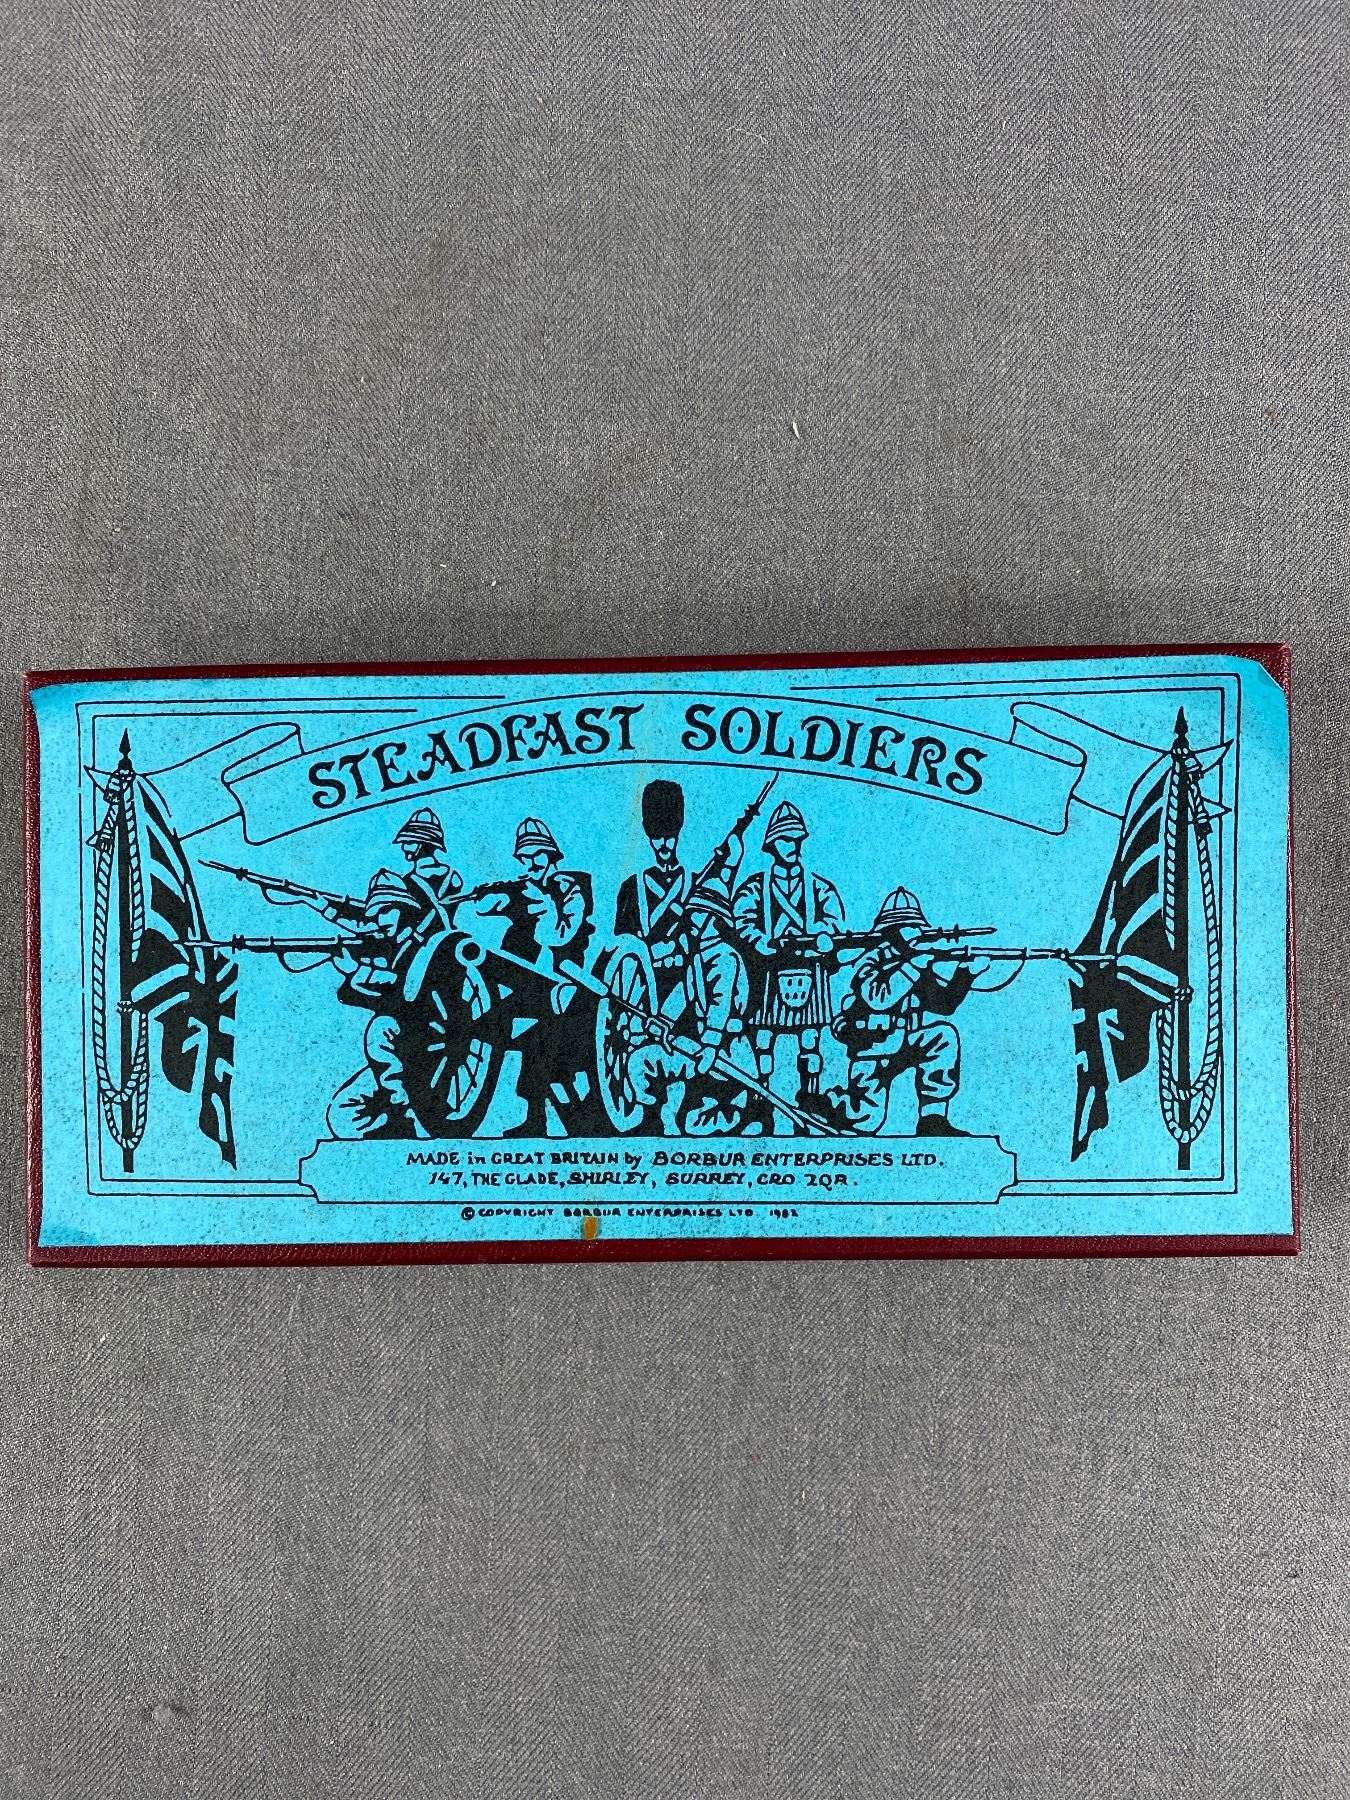 STEADFAST SOLDIERS
MADE in GREAT BRITAIN by BORBUR ENTERPRISES LTD.
147, THE GLADE, SHIRLEY, SURREY, CRO 7QR.
© COPYRIGHT BORBUR ENTERPRISES LTD 1982